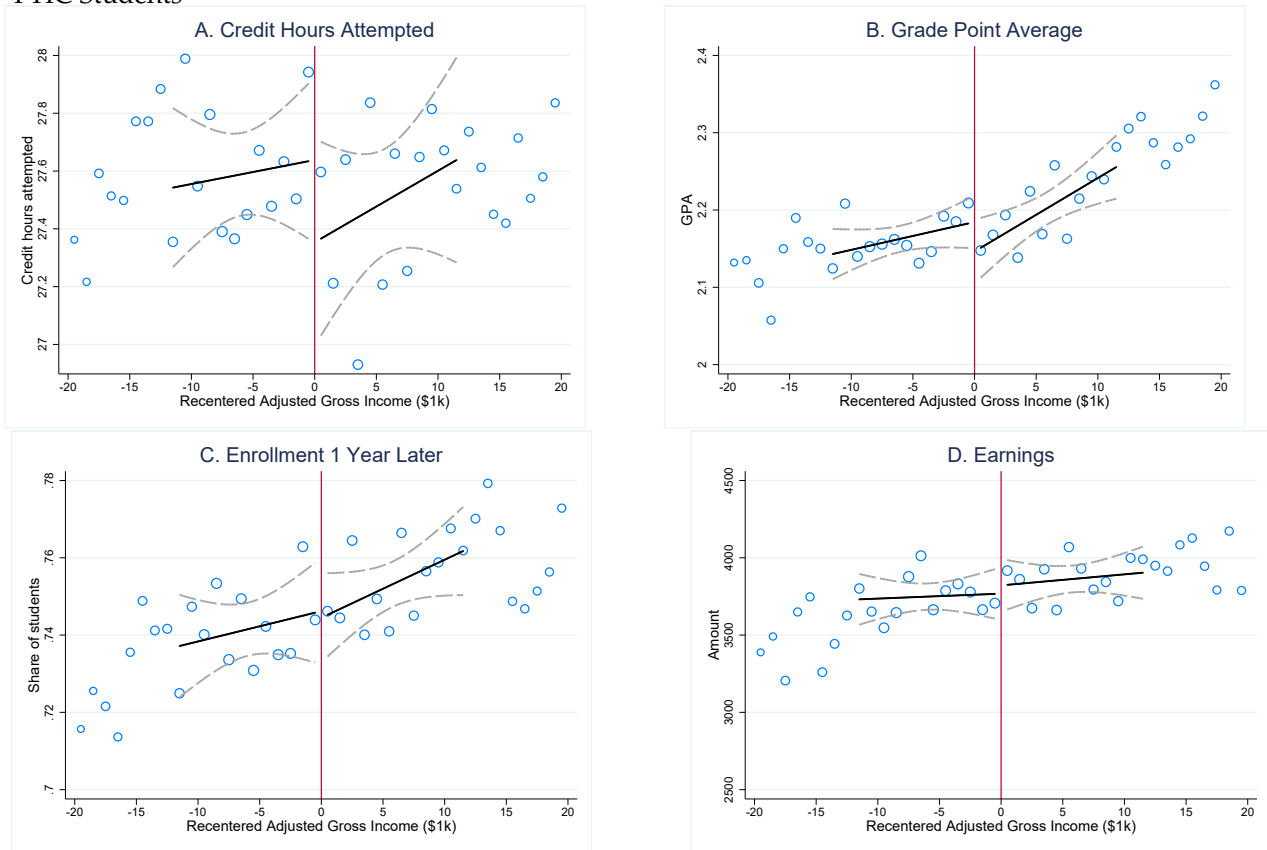 PHC Students
A. Credit Hours Attempted
Credit hours attempted
28
27.8
27.6
27.4
27.2
27
-20 -15 -10 -5 0 5 10 15 20
Recentered Adjusted Gross Income ($1k)
B. Grade Point Average
GPA
2.4
2.3
2.2
2.1
2
-20 -15 -10 -5 0 5 10 15 20
Recentered Adjusted Gross Income ($1k)
C. Enrollment 1 Year Later
Share of students
.78
.76
.74
.72
.7
-20 -15 -10 -5 0 5 10 15 20
Recentered Adjusted Gross Income ($1k)
D. Earnings
Amount
4500
4000
3500
3000
2500
-20 -15 -10 -5 0 5 10 15 20
Recentered Adjusted Gross Income ($1k)